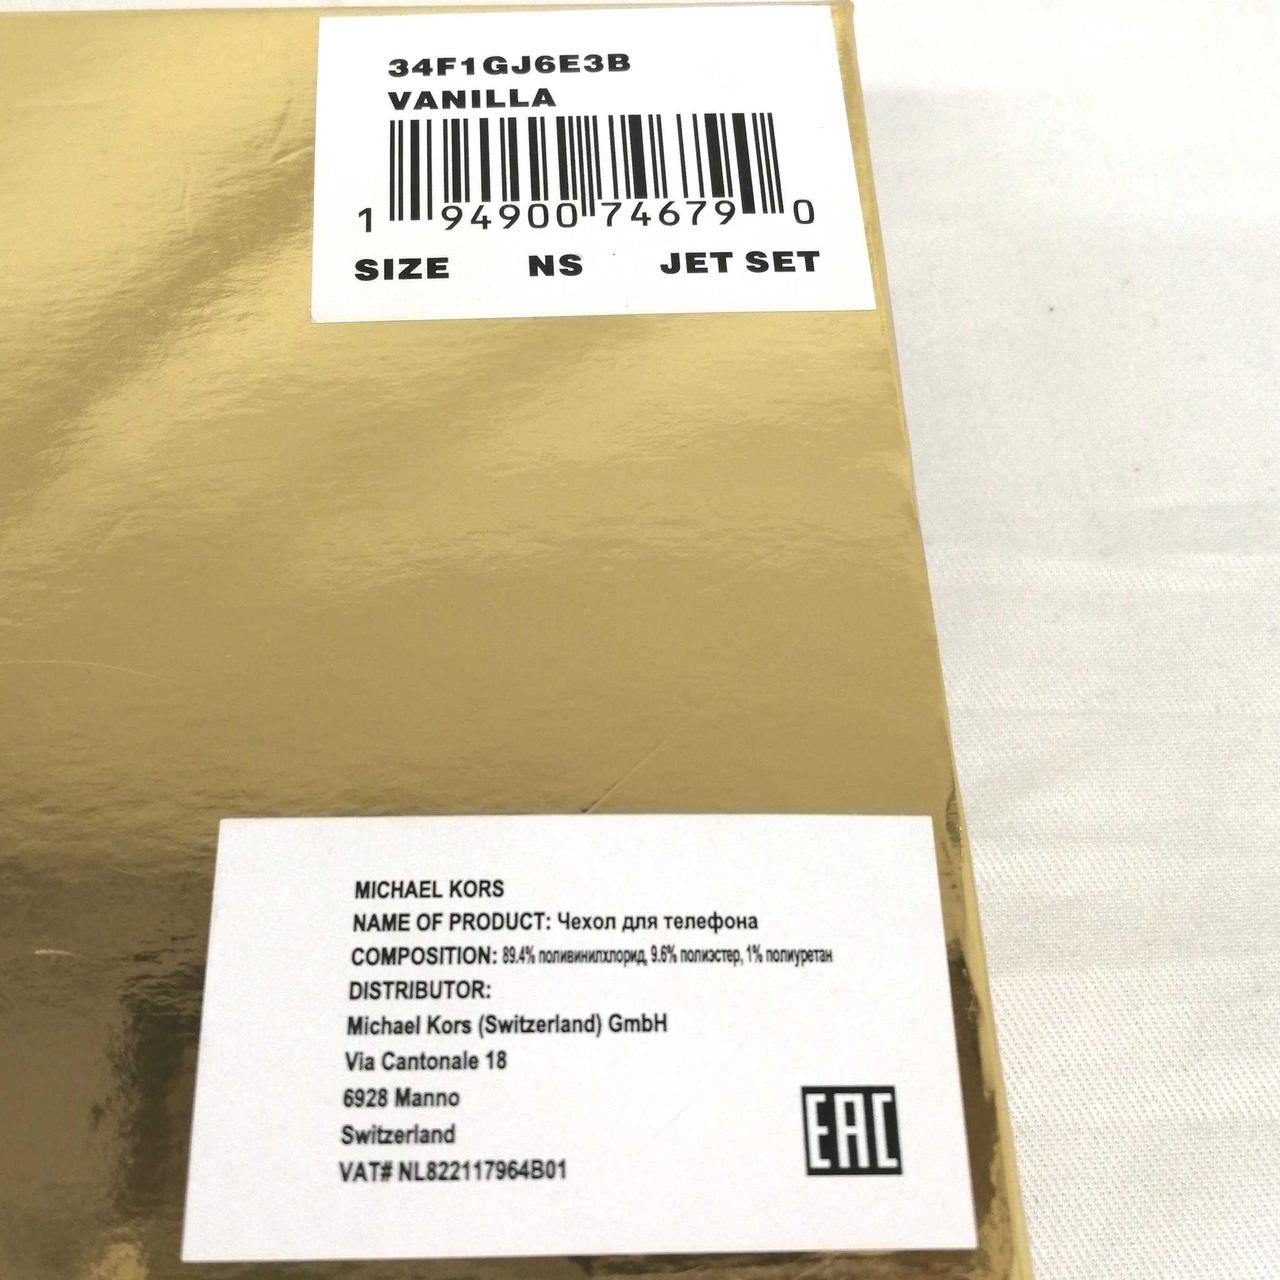 34F1GJ6E3B
VANILLA
1 94900 74679 0
SIZE NS JET SET
MICHAEL KORS
NAME OF PRODUCT: Чехол для телефона
COMPOSITION: 89.4% поливинилхлорид, 9.6% полиэстер, 1% полиуретан
DISTRIBUTOR:
Michael Kors (Switzerland) GmbH
Via Cantonale 18
6928 Manno
Switzerland
VAT# NL822117964B01
EAC